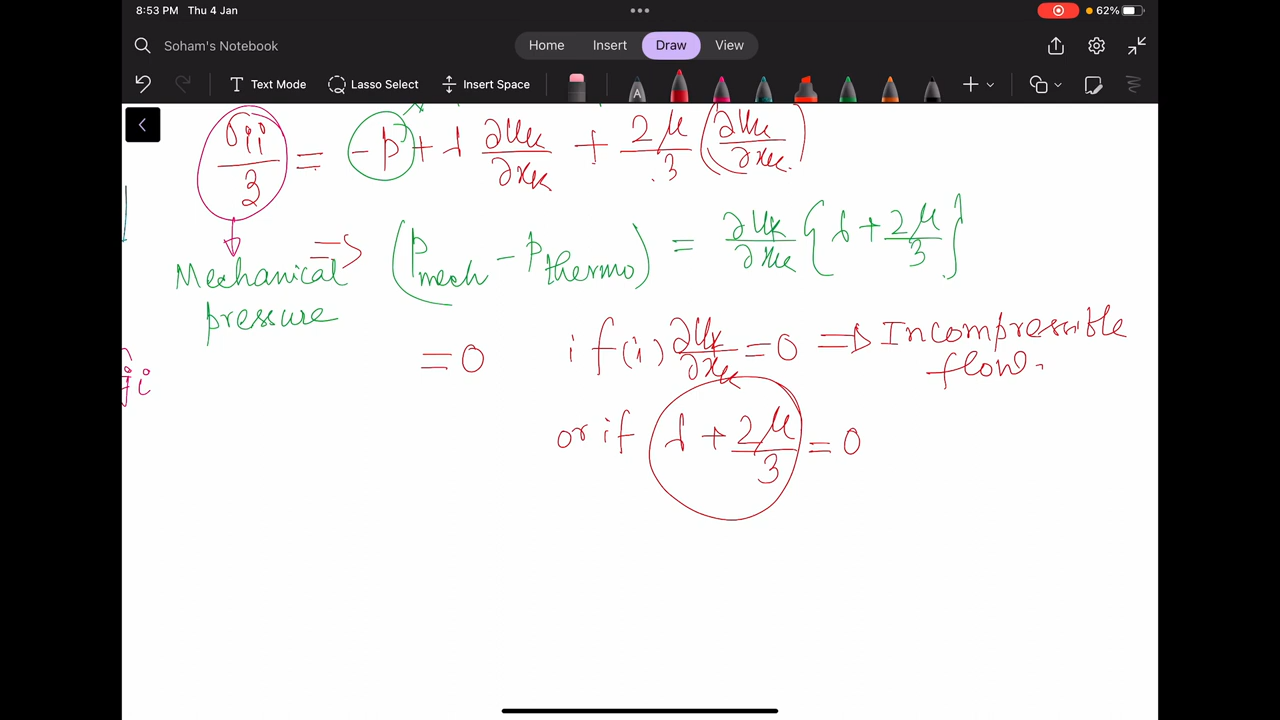 8:53 PM Thu 4 Jan
62%
Soham's Notebook
Home Insert Draw View
Text Mode Lasso Select Insert Space
A
σii/3 = -p + λ ∂uk/∂xk + 2μ/3 (∂uk/∂xk)
Mechanical pressure
=> (Pmech - Pthermo) = ∂uk/∂xk {λ + 2μ/3}
= 0 if (i) ∂uk/∂xk = 0 => Incompressible flow.
or if λ + 2μ/3 = 0